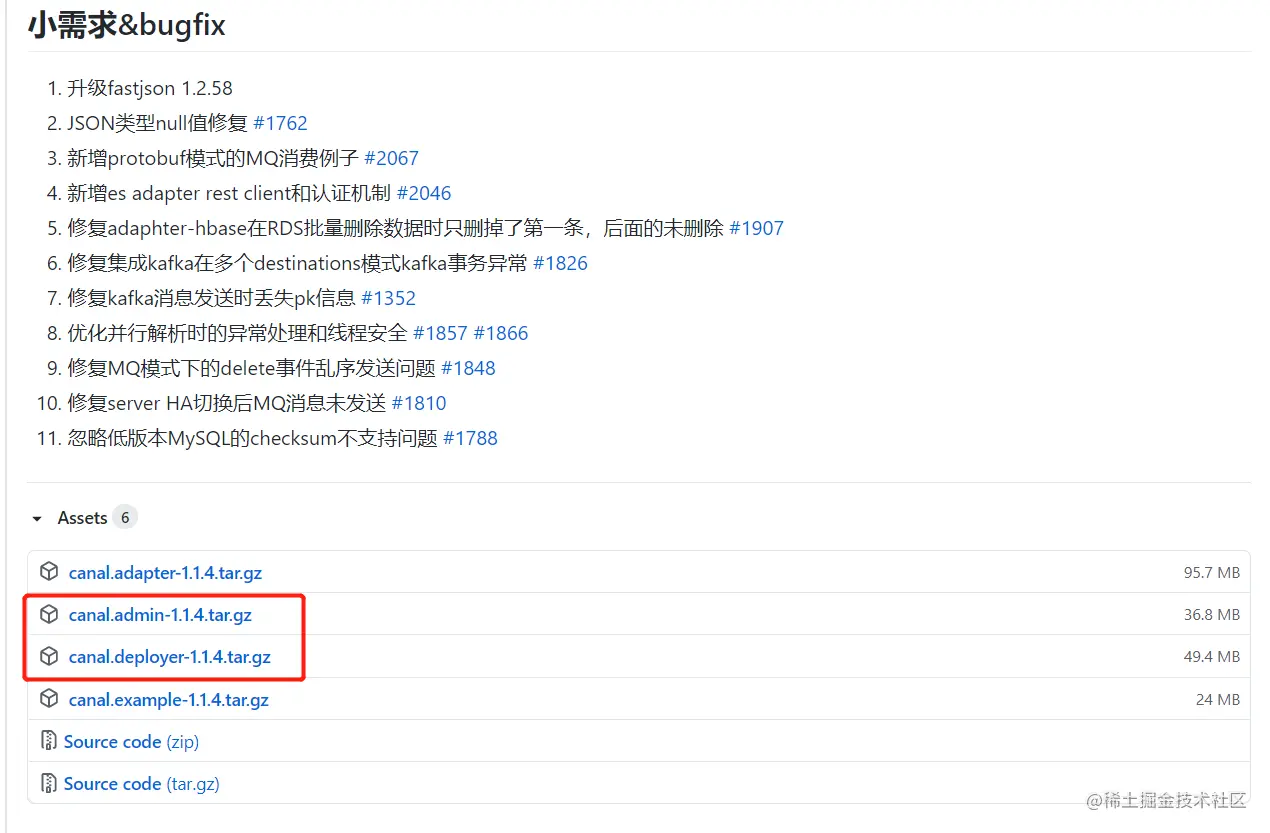 小需求&bugfix
1. 升级fastjson 1.2.58
2. JSON类型null值修复 #1762
3. 新增protobuf模式的MQ消费例子 #2067
4. 新增es adapter rest client和认证机制 #2046
5. 修复adaphter-hbase在RDS批量删除数据时只删掉了第一条，后面的未删除 #1907
6. 修复集成kafka在多个destinations模式kafka事务异常 #1826
7. 修复kafka消息发送时丢失pk信息 #1352
8. 优化并行解析时的异常处理和线程安全 #1857 #1866
9. 修复MQ模式下的delete事件乱序发送问题 #1848
10. 修复server HA切换后MQ消息未发送 #1810
11. 忽略低版本MySQL的checksum不支持问题 #1788
Assets 6
canal.adapter-1.1.4.tar.gz 95.7 MB
canal.admin-1.1.4.tar.gz 36.8 MB
canal.deployer-1.1.4.tar.gz 49.4 MB
canal.example-1.1.4.tar.gz 24 MB
Source code (zip)
Source code (tar.gz)
@稀土掘金技术社区